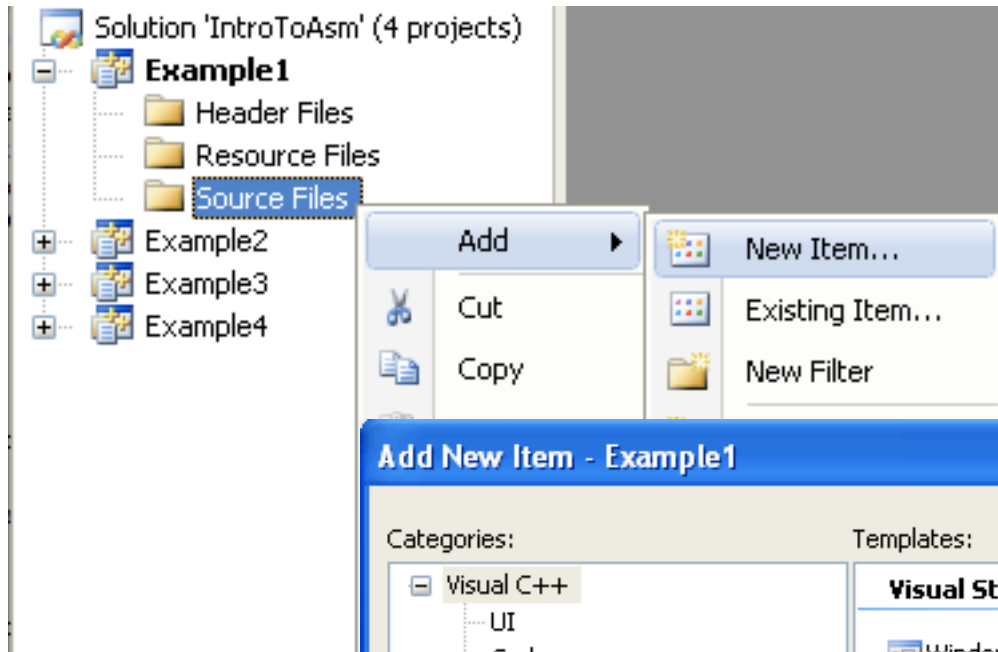 Solution 'IntroToAsm' (4 projects)
Example1
Header Files
Resource Files
Source Files
Example2
Example3
Example4
Add
Cut
Copy
New Item...
Existing Item...
New Filter
Add New Item - Example1
Categories:
Templates:
Visual C++
UI
Visual St